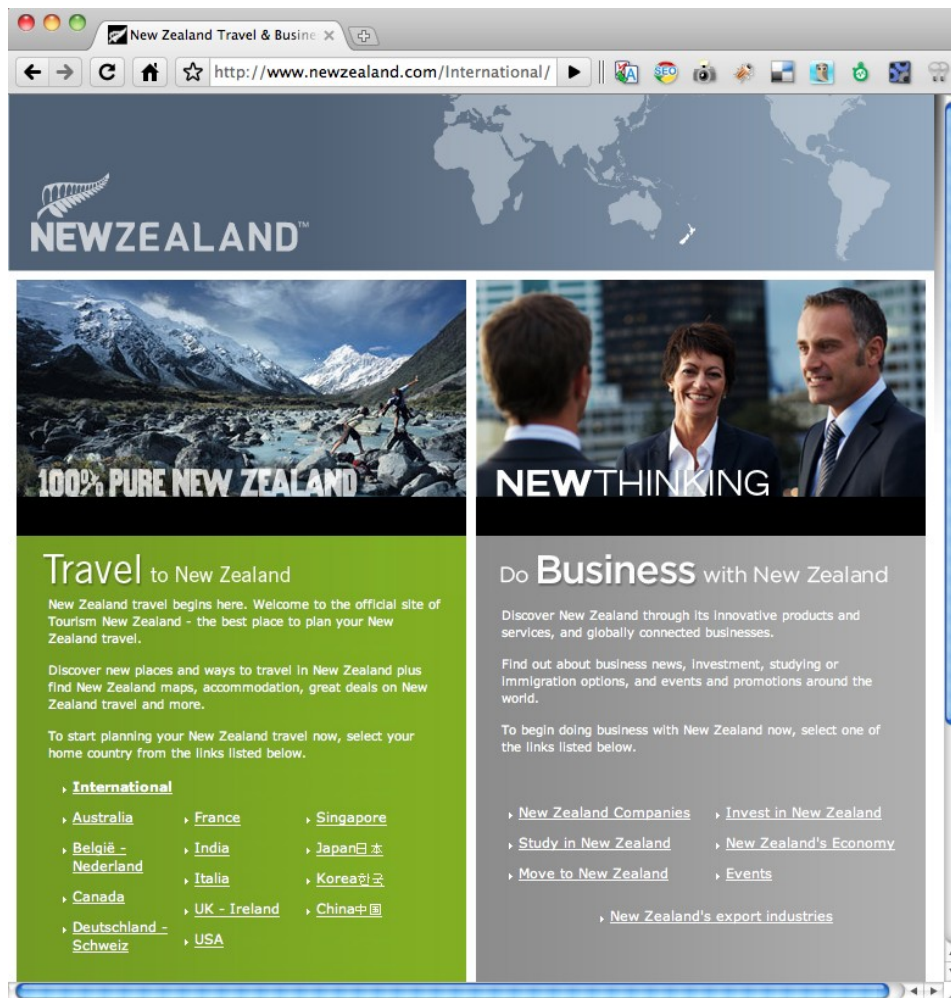 New Zealand Travel & Busine
http://www.newzealand.com/International/
SEO
NEWZEALAND™
100% PURE NEW ZEALAND
Travel to New Zealand
New Zealand travel begins here. Welcome to the official site of
Tourism New Zealand - the best place to plan your New
Zealand travel.
Discover new places and ways to travel in New Zealand plus
find New Zealand maps, accommodation, great deals on New
Zealand travel and more.
To start planning your New Zealand travel now, select your
home country from the links listed below.
International
Australia
België -
Nederland
Canada
Deutschland -
Schweiz
France
India
Italia
UK - Ireland
USA
Singapore
Japan日本
Korea한국
China中国
NEWTHINKING
Do Business with New Zealand
Discover New Zealand through its innovative products and
services, and globally connected businesses.
Find out about business news, investment, studying or
immigration options, and events and promotions around the
world.
To begin doing business with New Zealand now, select one of
the links listed below.
New Zealand Companies
Study in New Zealand
Move to New Zealand
Invest in New Zealand
New Zealand's Economy
Events
New Zealand's export industries